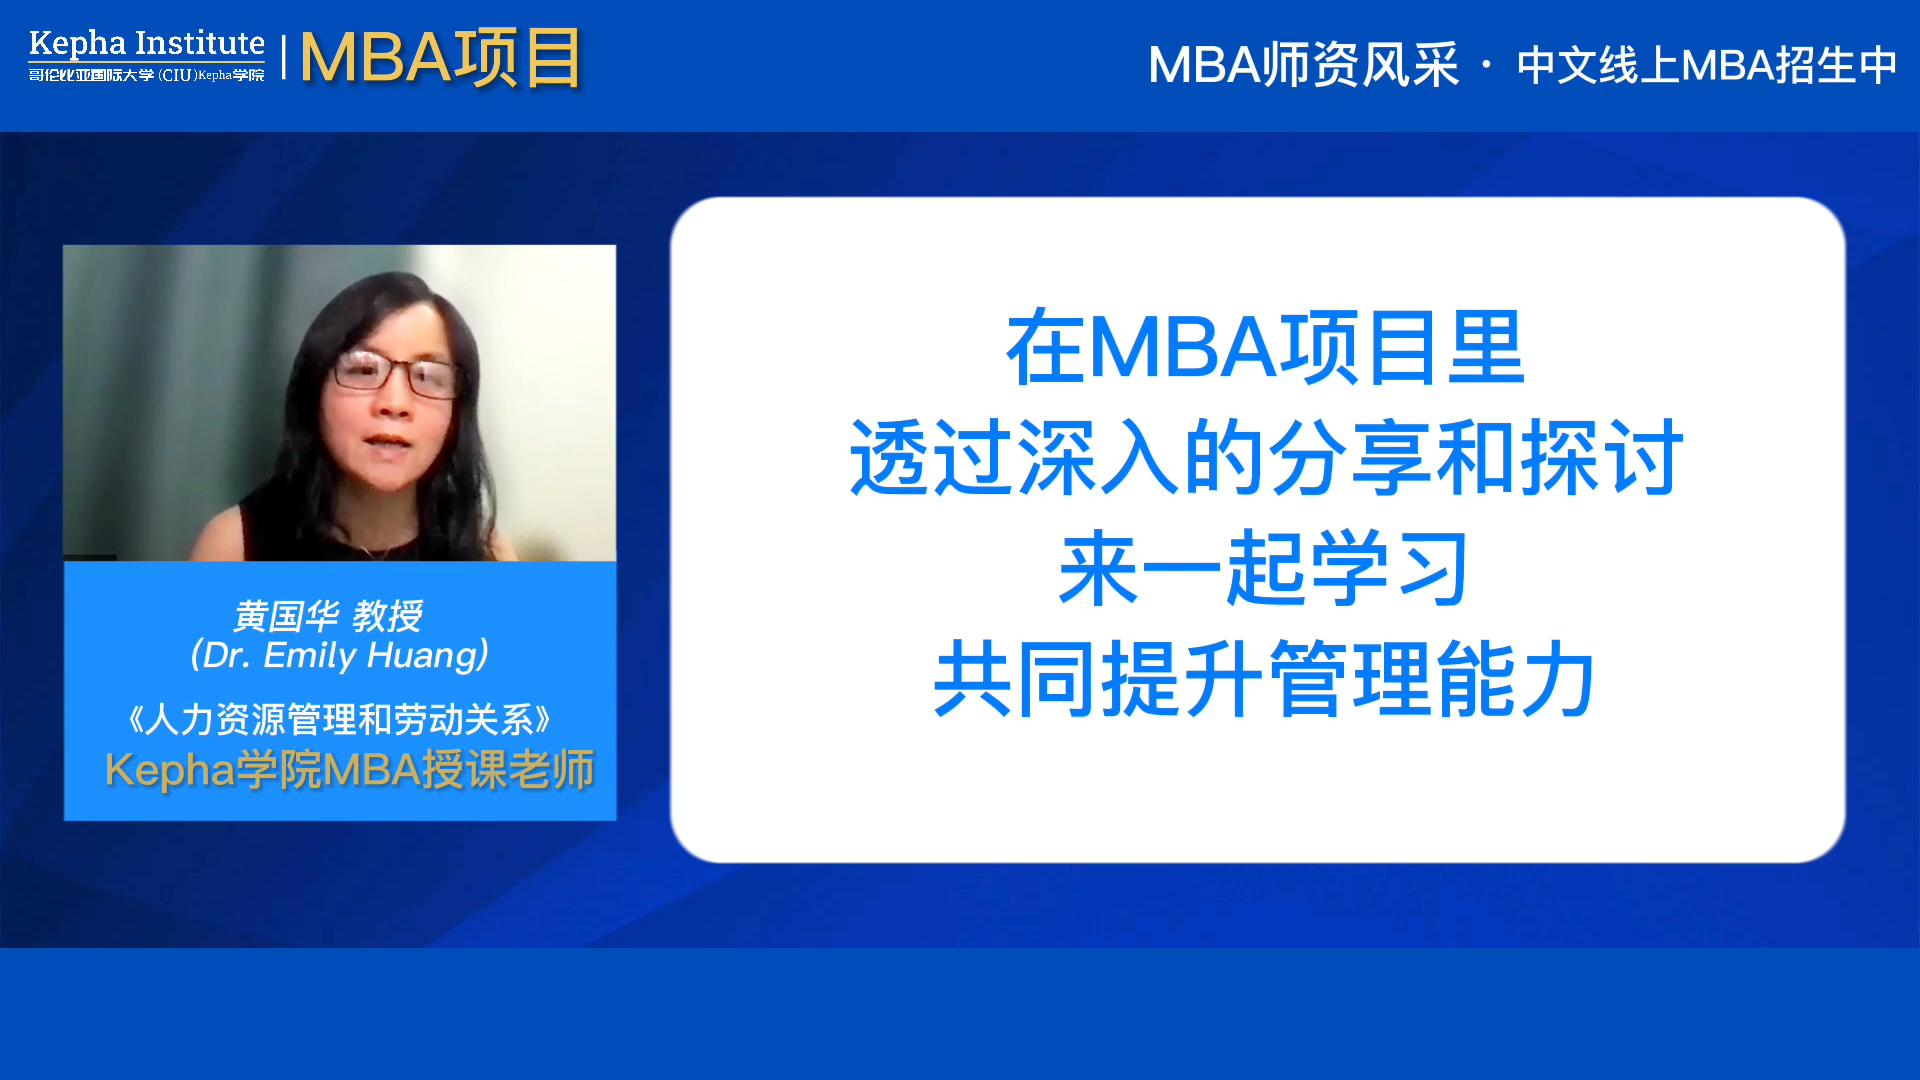 Kepha Institute
哥伦比亚国际大学(CIU)Kepha学院
MBA项目
MBA师资风采 · 中文线上MBA招生中
在MBA项目里
透过深入的分享和探讨
来一起学习
共同提升管理能力
黄国华 教授
(Dr. Emily Huang)
《人力资源管理和劳动关系》
Kepha学院MBA授课老师